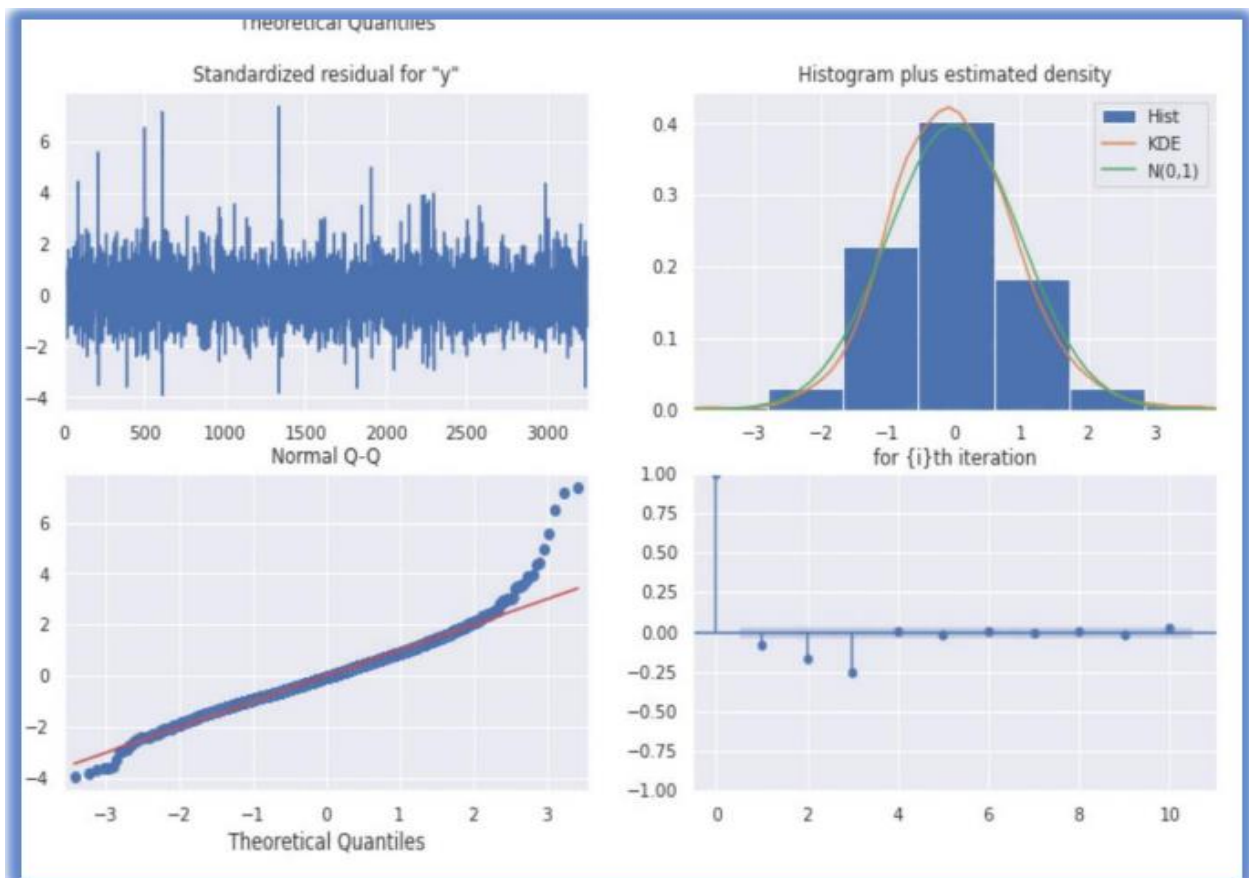 Theoretical Quantiles
Standardized residual for "y"
6
4
2
0
−2
−4
0 500 1000 1500 2000 2500 3000
Histogram plus estimated density
Hist
KDE
N(0,1)
0.4
0.3
0.2
0.1
0.0
−3 −2 −1 0 1 2 3
Normal Q-Q
6
4
2
0
−2
−4
−3 −2 −1 0 1 2 3
Theoretical Quantiles
for {i}th iteration
1.00
0.75
0.50
0.25
0.00
−0.25
−0.50
−0.75
−1.00
0 2 4 6 8 10